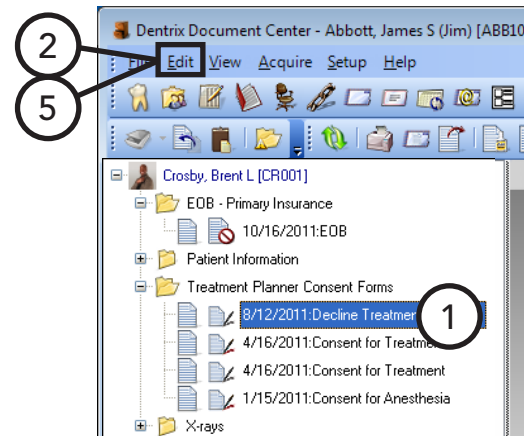 Dentrix Document Center - Abbott, James S (Jim) [ABB10
2
Edit View Acquire Setup Help
5
Crosby, Brent L [CR001]
EOB - Primary Insurance
10/16/2011:EOB
Patient Information
Treatment Planner Consent Forms
8/12/2011:Decline Treatmen
1
4/16/2011:Consent for Treatment
4/16/2011:Consent for Treatment
1/15/2011:Consent for Anesthesia
X-rays